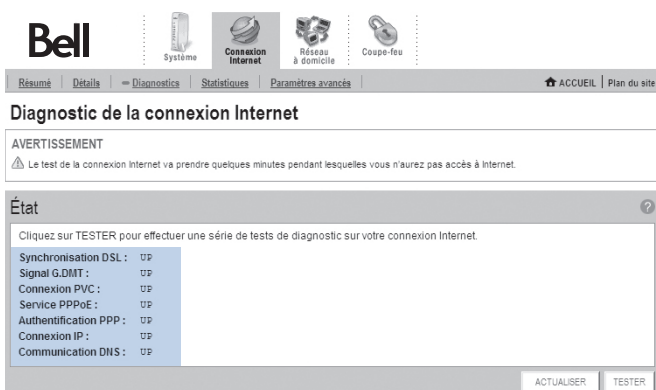 Bell
Système
Connexion
Internet
Réseau
à domicile
Coupe-feu
Résumé | Détails | Diagnostics | Statistiques | Paramètres avancés | ACCUEIL | Plan du site
Diagnostic de la connexion Internet
AVERTISSEMENT
Le test de la connexion Internet va prendre quelques minutes pendant lesquelles vous n'aurez pas accès à Internet.
État ?
Cliquez sur TESTER pour effectuer une série de tests de diagnostic sur votre connexion Internet.
Synchronisation DSL : UP
Signal G.DMT : UP
Connexion PVC : UP
Service PPPoE : UP
Authentification PPP : UP
Connexion IP : UP
Communication DNS : UP
ACTUALISER TESTER